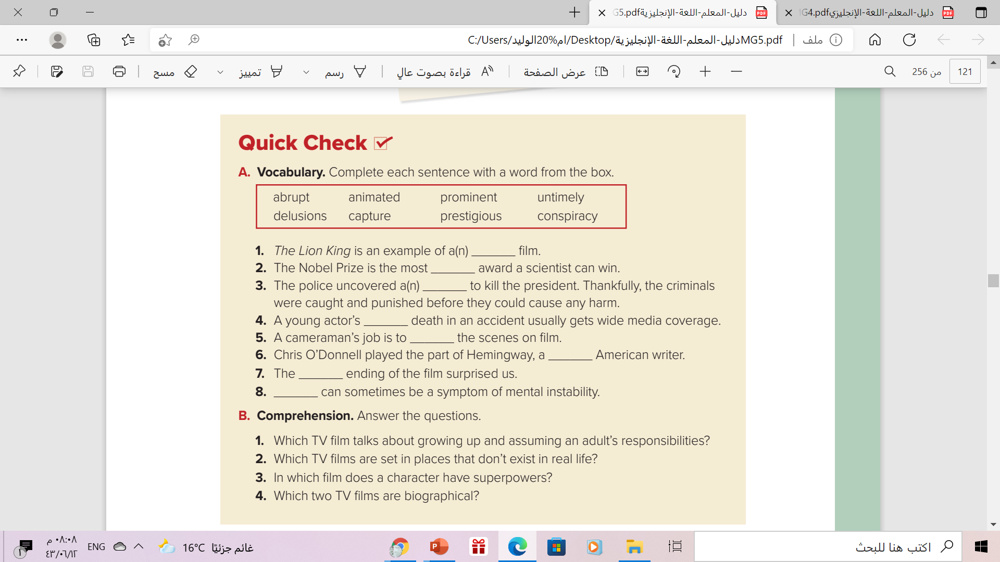 دليل-المعلم-اللغة-الإنجليزيةG5.pdf
دليل-المعلم-اللغة-الإنجليزيG4.pdf
C:/Users/ام%20الوليد/Desktop/دليل-المعلم-اللغة-الإنجليزيةMG5.pdf
ملف
مسح
تمييز
رسم
قراءة بصوت عالٍ
عرض الصفحة
من 256
121
Quick Check
A. Vocabulary. Complete each sentence with a word from the box.
abrupt animated prominent untimely
delusions capture prestigious conspiracy
1. The Lion King is an example of a(n) ______ film.
2. The Nobel Prize is the most ______ award a scientist can win.
3. The police uncovered a(n) ______ to kill the president. Thankfully, the criminals
were caught and punished before they could cause any harm.
4. A young actor’s ______ death in an accident usually gets wide media coverage.
5. A cameraman’s job is to ______ the scenes on film.
6. Chris O’Donnell played the part of Hemingway, a ______ American writer.
7. The ______ ending of the film surprised us.
8. ______ can sometimes be a symptom of mental instability.
B. Comprehension. Answer the questions.
1. Which TV film talks about growing up and assuming an adult’s responsibilities?
2. Which TV films are set in places that don’t exist in real life?
3. In which film does a character have superpowers?
4. Which two TV films are biographical?
٠٨:٠٨ م
٤٣/٠٦/١٢
ENG
16°C غائم جزئيًا
اكتب هنا للبحث